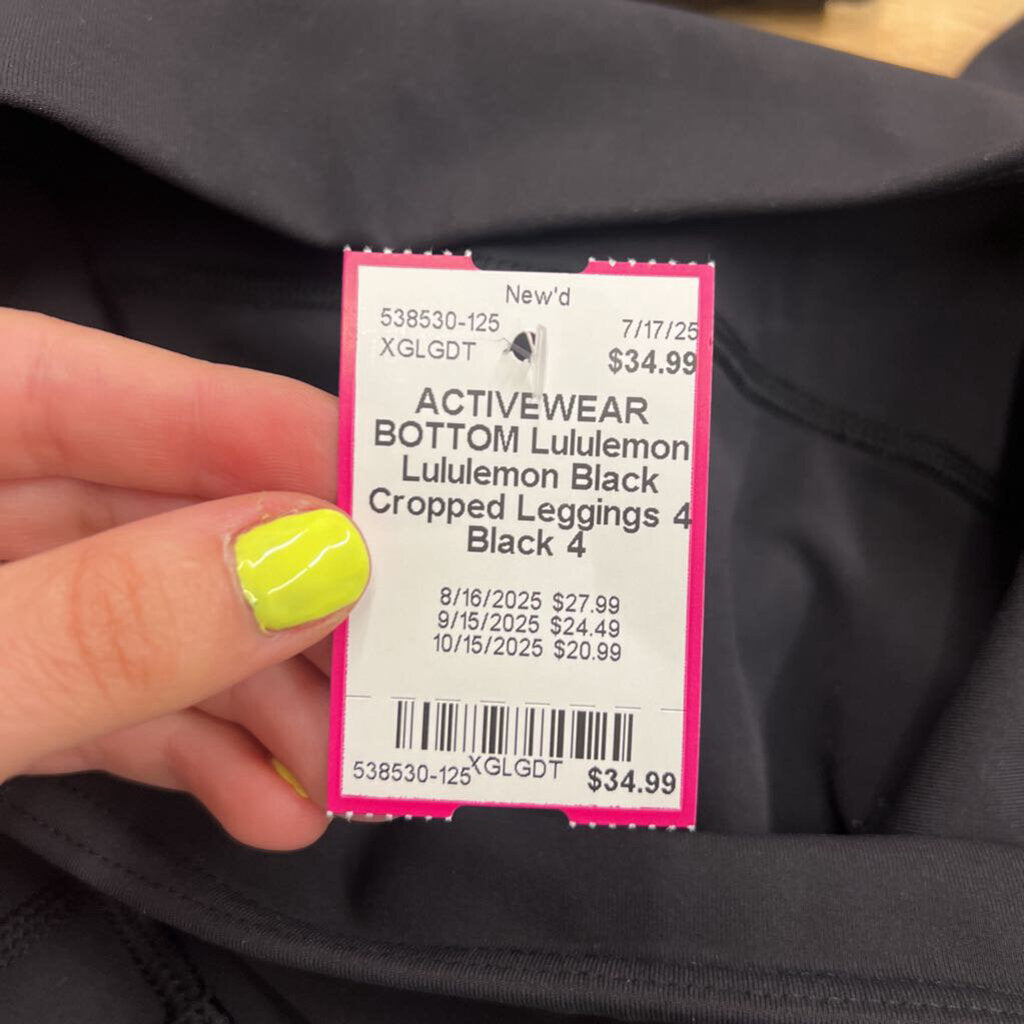 New'd
538530-125 7/17/25
XGLGDT $34.99
ACTIVEWEAR
BOTTOM Lululemon
Lululemon Black
Cropped Leggings 4
Black 4
8/16/2025 $27.99
9/15/2025 $24.49
10/15/2025 $20.99
538530-125 XGLGDT $34.99